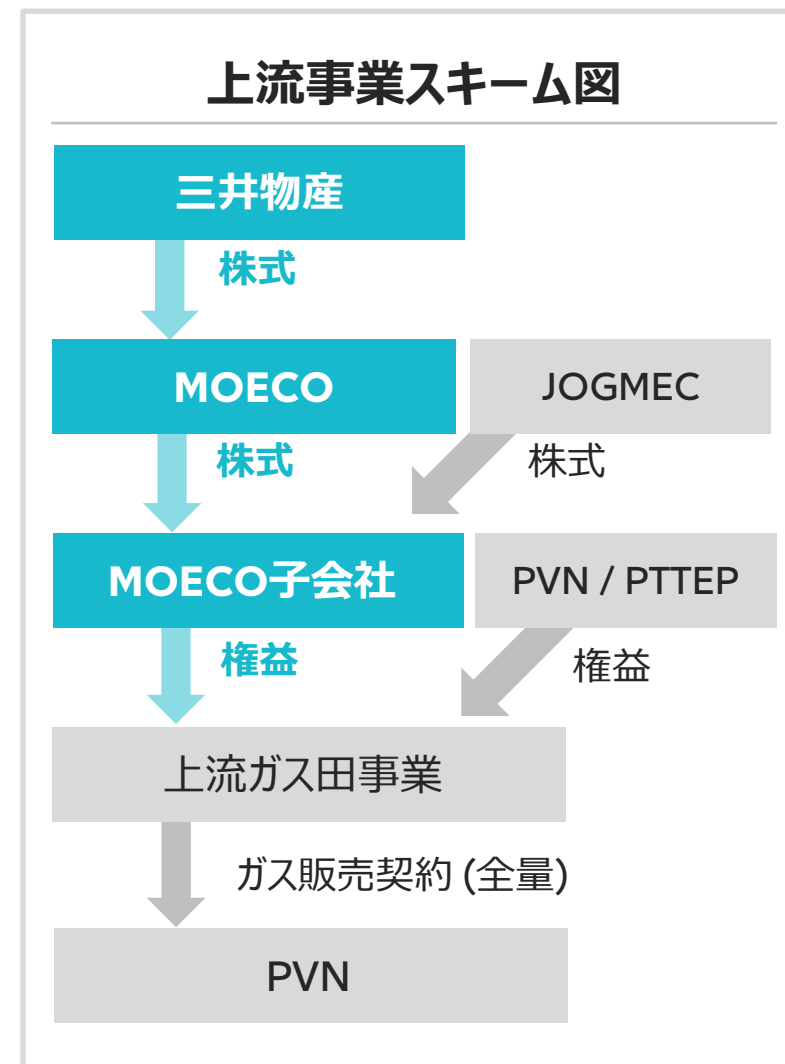 上流事業スキーム図
三井物産
株式
MOECO
JOGMEC
株式
株式
MOECO子会社
PVN / PTTEP
権益
権益
上流ガス田事業
ガス販売契約 (全量)
PVN